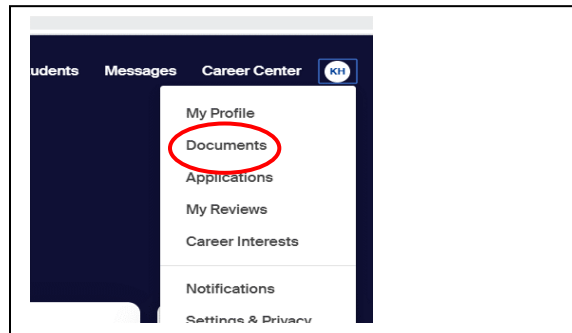 udents Messages Career Center KH
My Profile
Documents
Applications
My Reviews
Career Interests
Notifications
Settings & Privacy